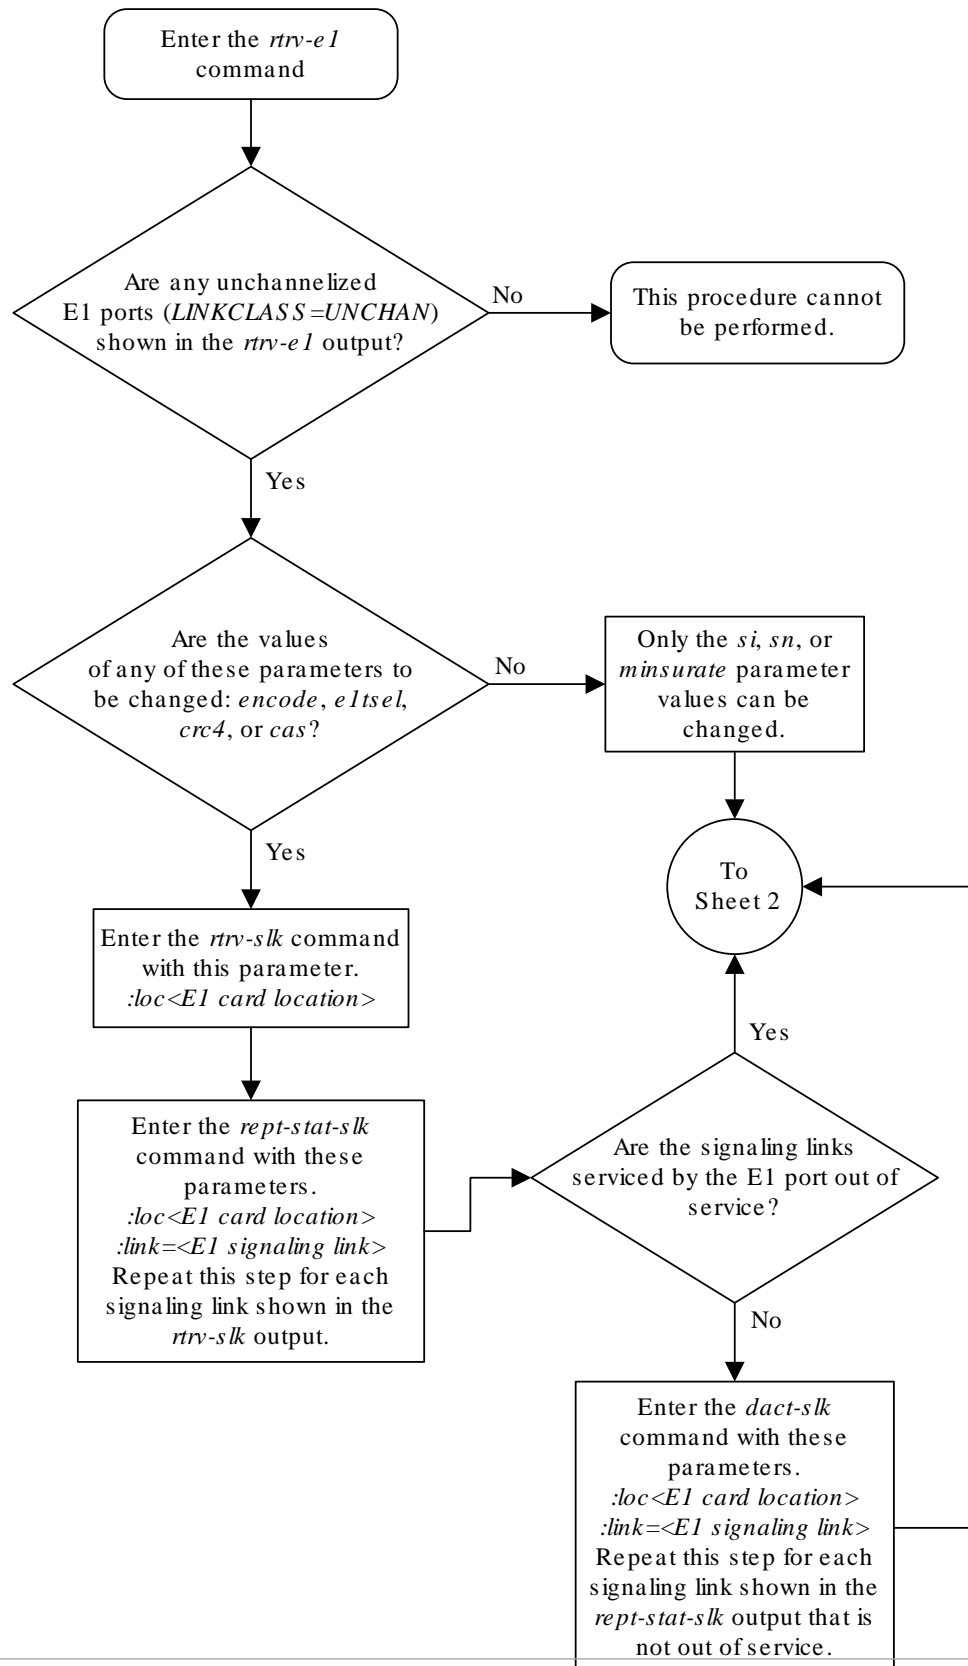 Enter the rtrv-e1
command
Are any unchannelized
E1 ports (LINKCLASS=UNCHAN)
shown in the rtrv-e1 output?
No
This procedure cannot
be performed.
Yes
Are the values
of any of these parameters to
be changed: encode, e1tsel,
crc4, or cas?
No
Only the si, sn, or
minsurate parameter
values can be
changed.
Yes
To
Sheet 2
Enter the rtrv-slk command
with this parameter.
:loc<E1 card location>
Yes
Enter the rept-stat-slk
command with these
parameters.
:loc<E1 card location>
:link=<E1 signaling link>
Repeat this step for each
signaling link shown in the
rtrv-slk output.
Are the signaling links
serviced by the E1 port out of
service?
No
Enter the dact-slk
command with these
parameters.
:loc<E1 card location>
:link=<E1 signaling link>
Repeat this step for each
signaling link shown in the
rept-stat-slk output that is
not out of service.